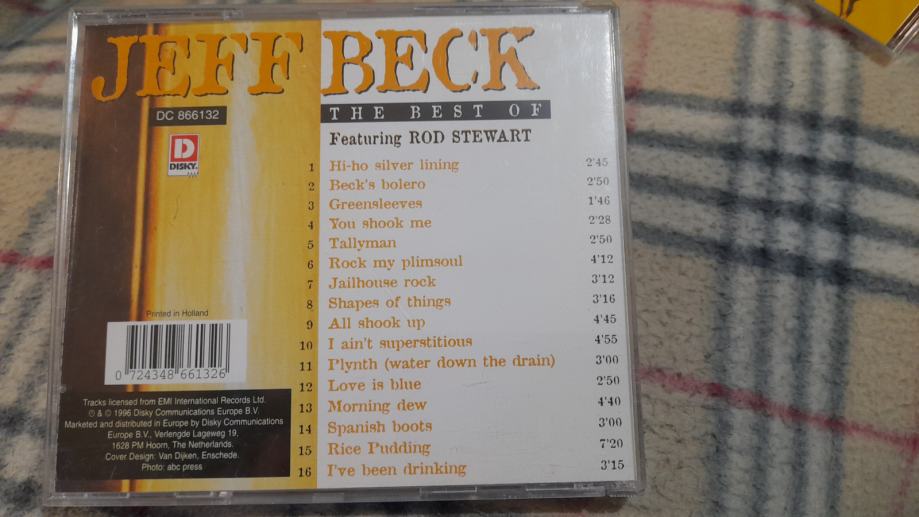 JEFF BECK
THE BEST OF
DC 866132
Featuring ROD STEWART
D
DISKY
1 Hi-ho silver lining 2'45
2 Beck's bolero 2'50
3 Greensleeves 1'46
4 You shook me 2'28
5 Tallyman 2'50
6 Rock my plimsoul 4'12
7 Jailhouse rock 3'12
8 Shapes of things 3'16
9 All shook up 4'45
10 I ain't superstitious 4'55
11 Plynth (water down the drain) 3'00
12 Love is blue 2'50
13 Morning dew 4'40
14 Spanish boots 3'00
15 Rice Pudding 7'20
16 I've been drinking 3'15
Printed in Holland
0 724348 661326
Tracks licensed from EMI International Records Ltd.
℗ & © 1996 Disky Communications Europe B.V.
Marketed and distributed in Europe by Disky Communications
Europe B.V., Verlengde Lageweg 19,
1628 PM Hoorn, The Netherlands.
Cover Design: Van Dijken, Enschede.
Photo: abc press